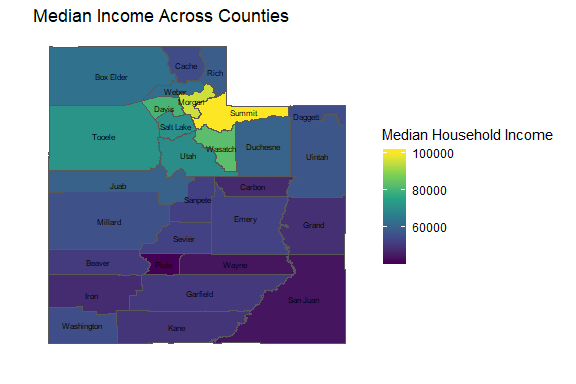 Median Income Across Counties
Cache
Rich
Box Elder
Weber
Morgan
Davis
Summit
Daggett
Salt Lake
Tooele
Wasatch
Duchesne
Utah
Uintah
Juab
Carbon
Sanpete
Millard
Emery
Grand
Sevier
Beaver
Piute
Wayne
Iron
Garfield
San Juan
Washington
Kane
Median Household Income
100000
80000
60000